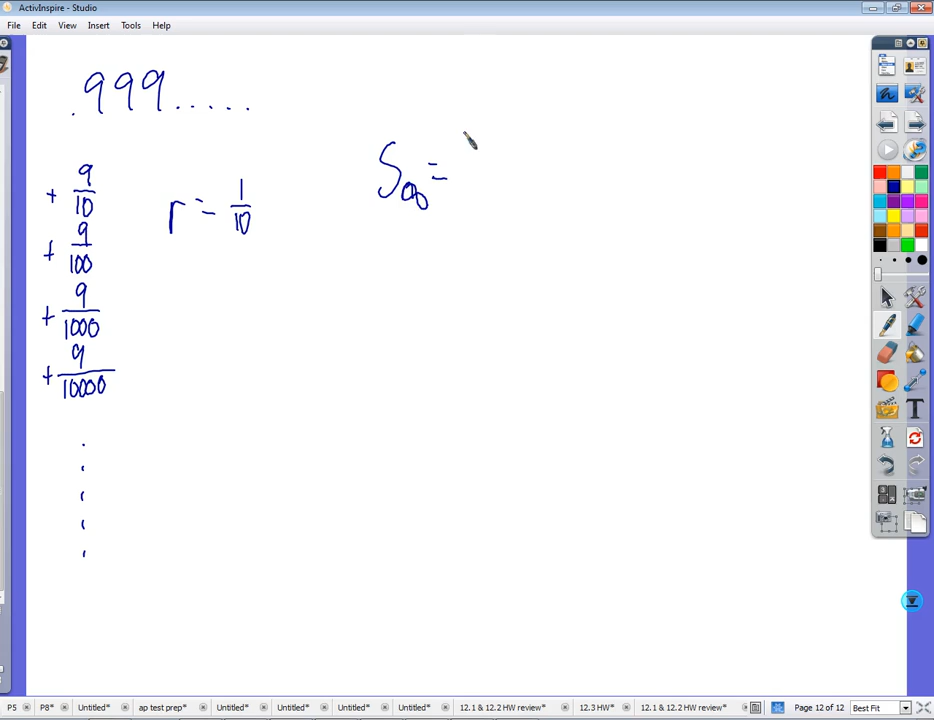 ActivInspire - Studio
File Edit View Insert Tools Help
.999.....
+ 9/10
+ 9/100
+ 9/1000
+ 9/10000
.
.
.
.
.
r = 1/10
S∞ =
P5 P8* Untitled* ap test prep* Untitled* Untitled* Untitled* Untitled* 12.1 & 12.2 HW review* 12.3 HW* 12.1 & 12.2 HW review* Page 12 of 12 Best Fit